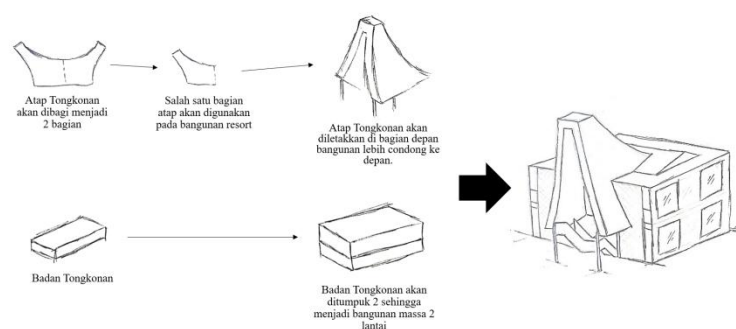 Atap Tongkonan
akan dibagi menjadi
2 bagian
Salah satu bagian
atap akan digunakan
pada bangunan resort
Atap Tongkonan akan
diletakkan di bagian depan
bangunan lebih condong ke
depan.
Badan Tongkonan
Badan Tongkonan akan
ditumpuk 2 sehingga
menjadi bangunan massa 2
lantai